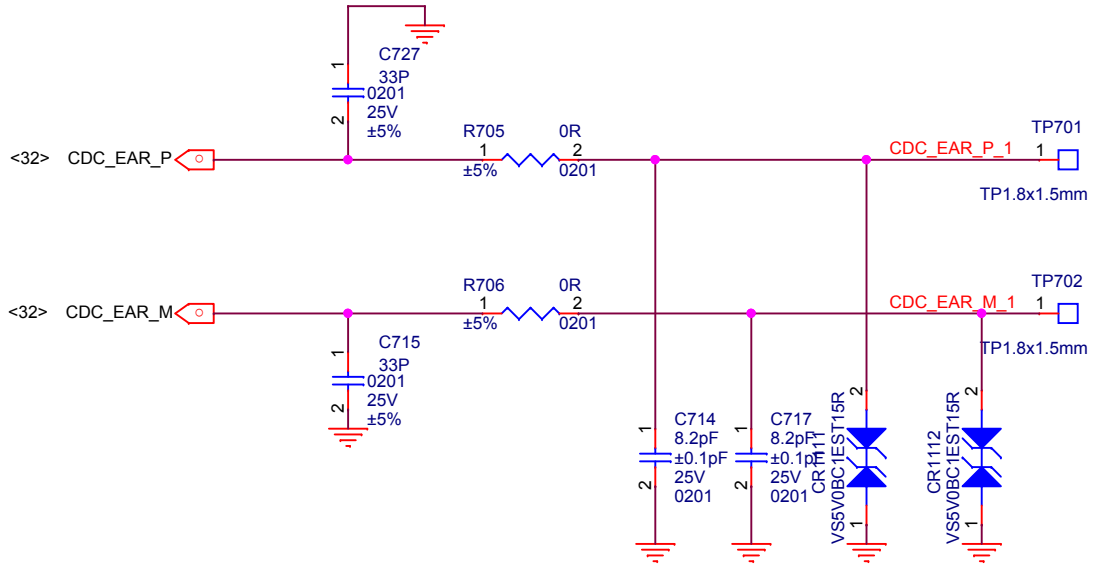 1
C727
33P
0201
25V
±5%
2
<32> CDC_EAR_P
R705
0R
1
2
±5%
0201
CDC_EAR_P_1
TP701
1
TP1.8x1.5mm
<32> CDC_EAR_M
R706
0R
1
2
±5%
0201
CDC_EAR_M_1
TP702
1
TP1.8x1.5mm
1
C715
33P
0201
25V
±5%
2
1
C714
8.2pF
±0.1pF
25V
0201
2
1
C717
8.2pF
±0.1pF
25V
0201
2
2
CR1111
VS5V0BC1EST15R
1
2
CR1112
VS5V0BC1EST15R
1